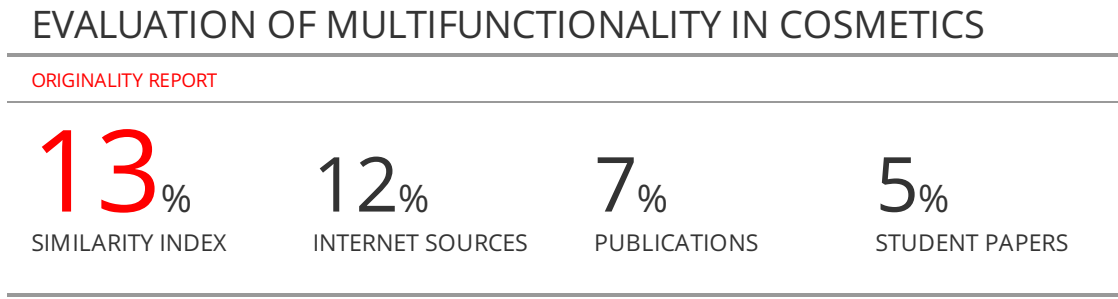 EVALUATION OF MULTIFUNCTIONALITY IN COSMETICS
ORIGINALITY REPORT
13% 12% 7% 5%
SIMILARITY INDEX INTERNET SOURCES PUBLICATIONS STUDENT PAPERS